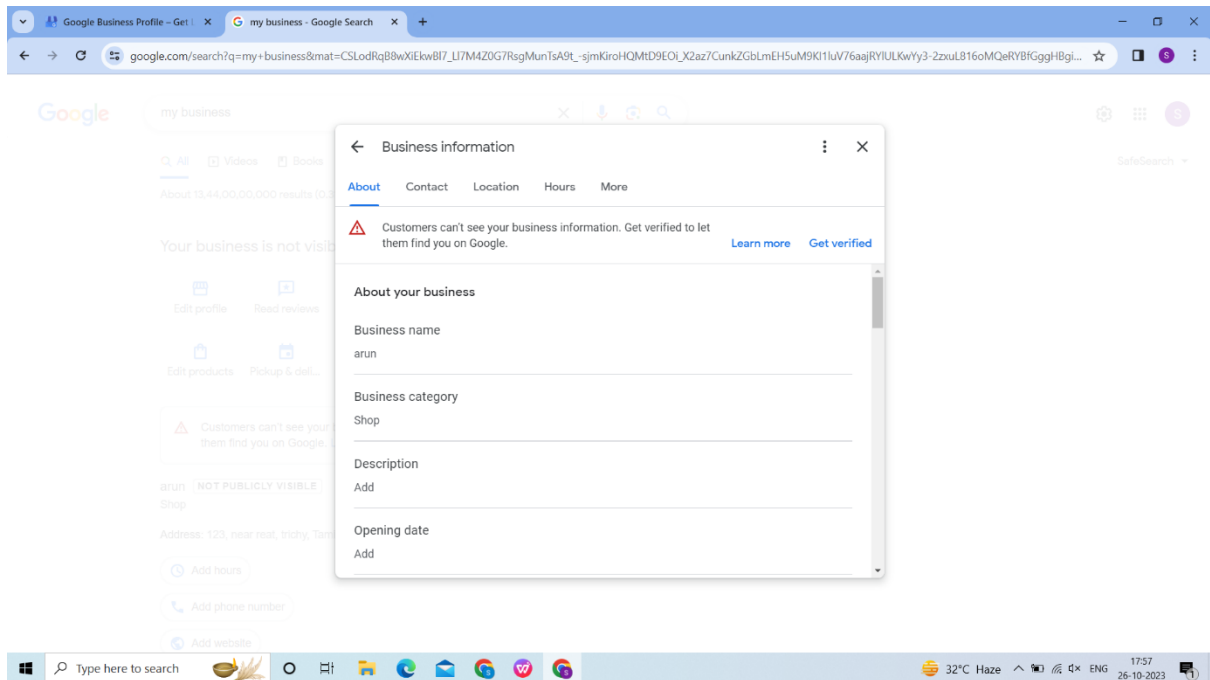 Google Business Profile – Get L
my business - Google Search
google.com/search?q=my+business&mat=
Google
my business
All Videos Books
SafeSearch
About 13,44,00,00,000 results
Your business is not
Edit profile Read reviews
Edit products Pickup & deli...
Customers can't see your
them find you on Google.
arun NOT PUBLICLY VISIBLE
Shop
Address: 123, near mat, trichy,
Add hours
Add phone number
Add website
Business information
About Contact Location Hours More
Customers can't see your business information. Get verified to let
them find you on Google.
Learn more Get verified
About your business
Business name
arun
Business category
Shop
Description
Add
Opening date
Add
Type here to search
32°C Haze
ENG
17:57
26-10-2023